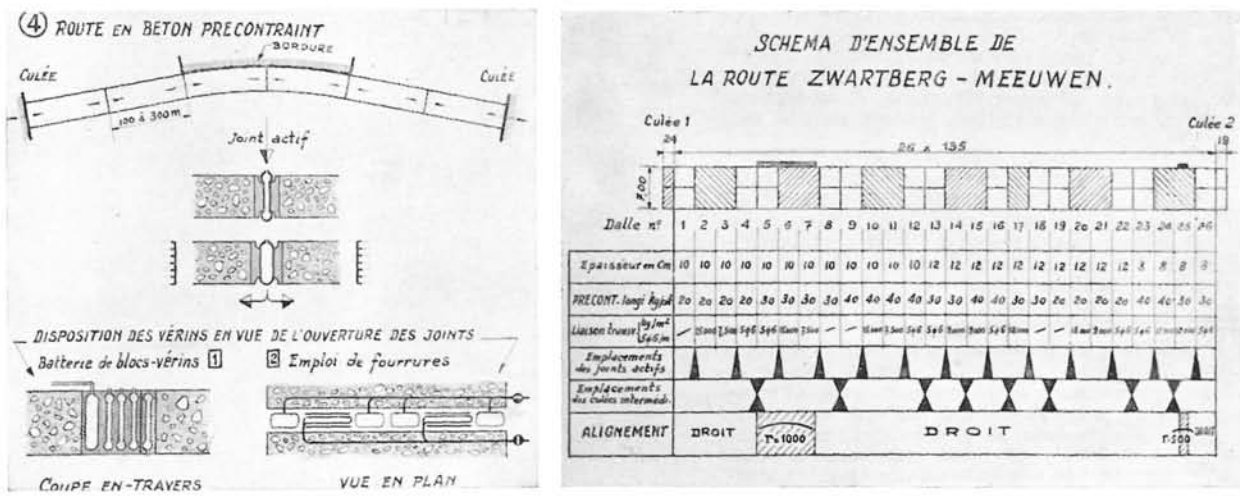 ④ ROUTE EN BETON PRECONTRAINT
BORDURE
CULÉE
CULÉE
100 à 300 m
Joint actif
DISPOSITION DES VÉRINS EN VUE DE L'OUVERTURE DES JOINTS
Batterie de blocs-vérins 1
2 Emploi de fourrures
COUPE EN-TRAVERS
VUE EN PLAN
SCHEMA D'ENSEMBLE DE
LA ROUTE ZWARTBERG - MEEUWEN.
Culée 1
Culée 2
24
26 x 135
19
7.00
Dalle n° 1 2 3 4 5 6 7 8 9 10 11 12 13 14 15 16 17 18 19 20 21 22 23 24 25 26
Epaisseur en Cm 10 10 10 10 10 10 10 10 10 10 10 10 12 12 12 12 12 12 12 12 12 12 8 8 8
PRECONT. longi 20 20 20 20 30 30 30 30 40 40 40 40 30 30 40 40 30 30 20 20 20 20 40 40 30 30
Liaison transv.
Emplacements des joints actifs
Emplacements des culées interméd.
ALIGNEMENT DROIT r=1000 DROIT r=500